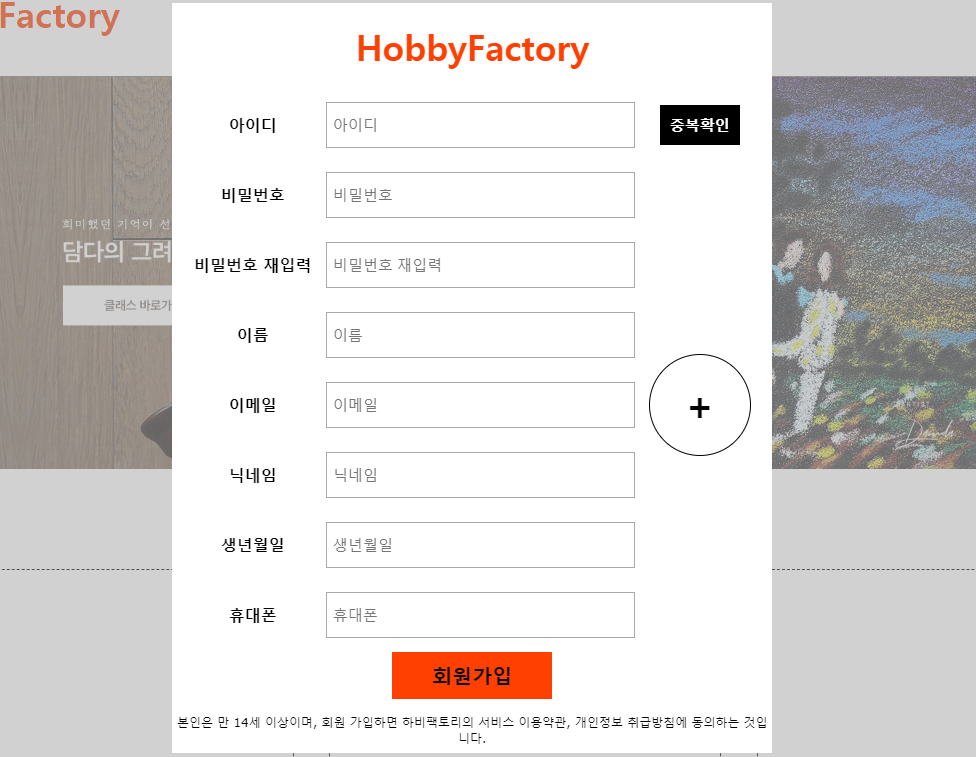 Factory
HobbyFactory
아이디 아이디 중복확인
비밀번호 비밀번호
비밀번호 재입력 비밀번호 재입력
이름 이름
이메일 이메일
+
닉네임 닉네임
생년월일 생년월일
휴대폰 휴대폰
회원가입
본인은 만 14세 이상이며, 회원 가입하면 하비팩토리의 서비스 이용약관, 개인정보 취급방침에 동의하는 것입
니다.
희미했던 기억이 선
담다의 그려
클래스 바로가